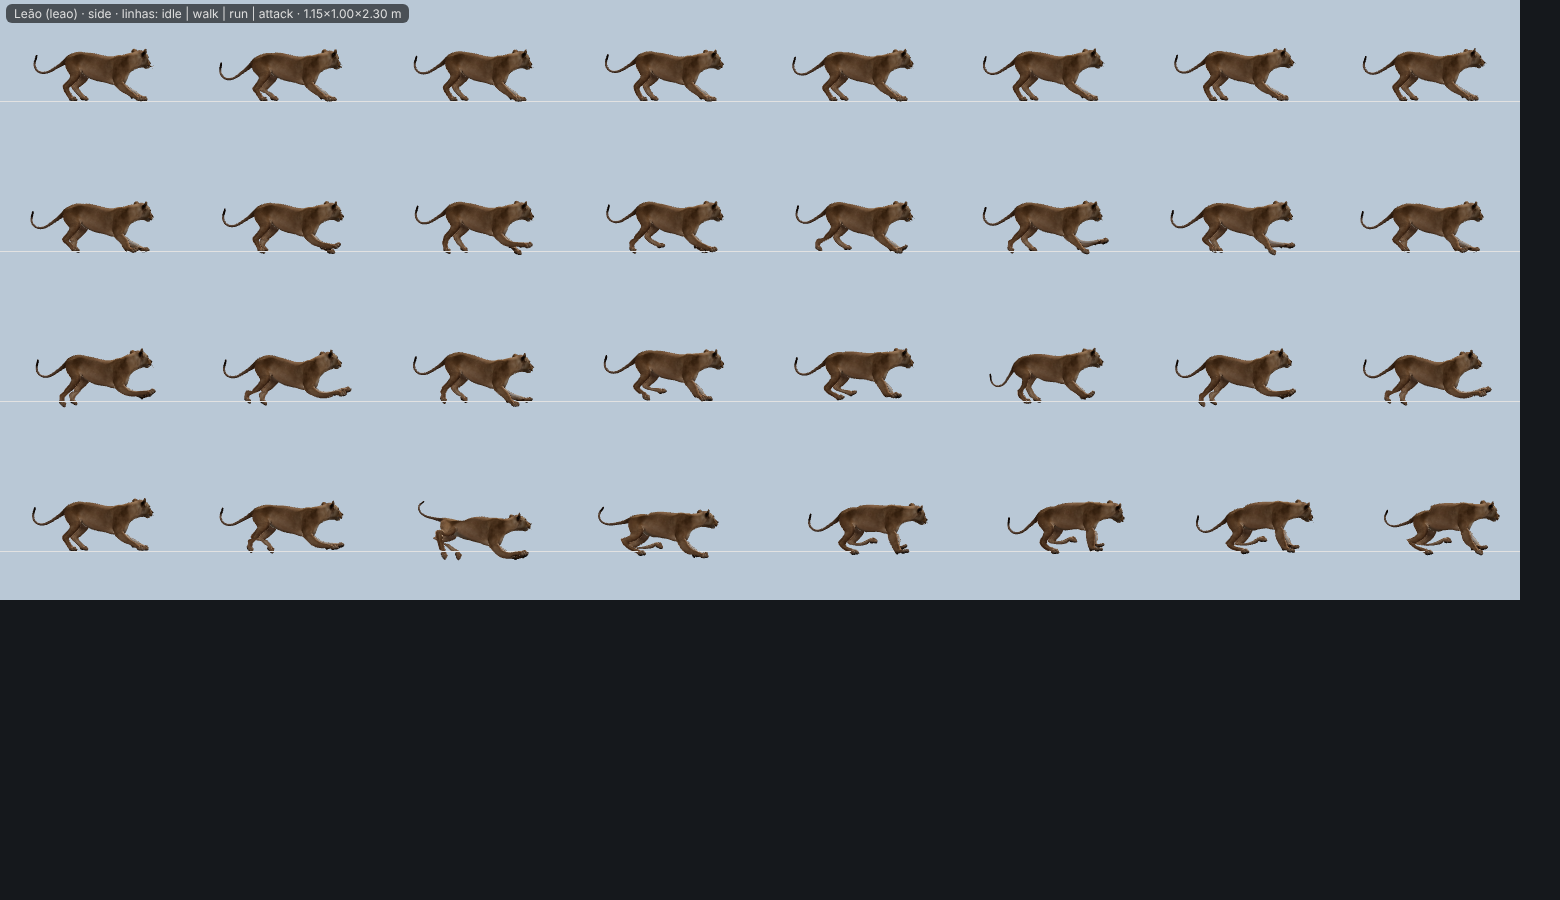 Leão (leao) · side · linhas: idle | walk | run | attack · 1.15×1.00×2.30 m